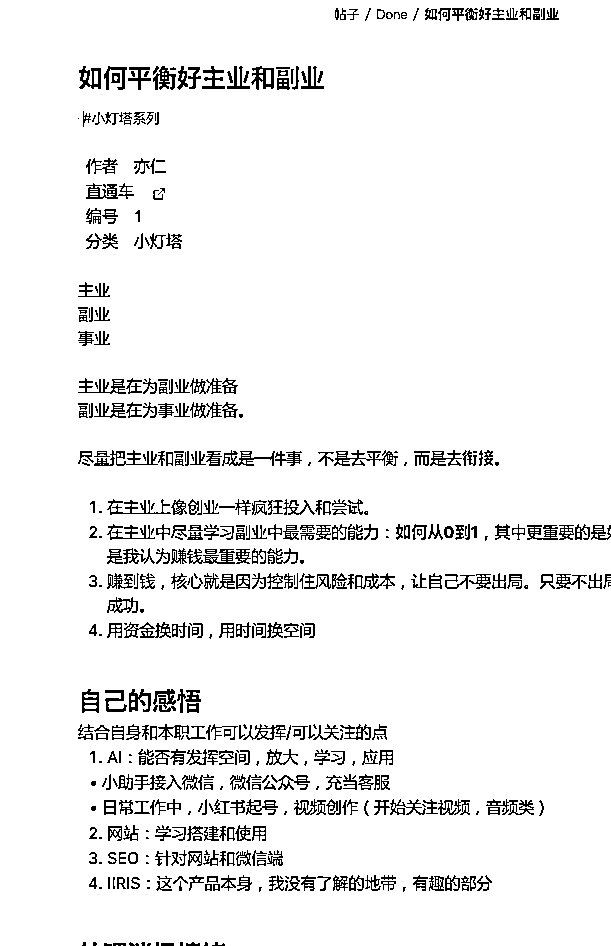 帖子 / Done / 如何平衡好主业和副业
如何平衡好主业和副业
#小灯塔系列
作者 亦仁
直通车
编号 1
分类 小灯塔
主业
副业
事业
主业是在为副业做准备
副业是在为事业做准备。
尽量把主业和副业看成是一件事，不是去平衡，而是去衔接。
1. 在主业上像创业一样疯狂投入和尝试。
2. 在主业中尽量学习副业中最需要的能力：如何从0到1，其中更重要的是
是我认为赚钱最重要的能力。
3. 赚到钱，核心就是因为控制住风险和成本，让自己不要出局。只要不出局
成功。
4. 用资金换时间，用时间换空间
自己的感悟
结合自身和本职工作可以发挥/可以关注的点
1. AI：能否有发挥空间，放大，学习，应用
• 小助手接入微信，微信公众号，充当客服
• 日常工作中，小红书起号，视频创作（开始关注视频，音频类）
2. 网站：学习搭建和使用
3. SEO：针对网站和微信端
4. IIRIS：这个产品本身，我没有了解的地带，有趣的部分